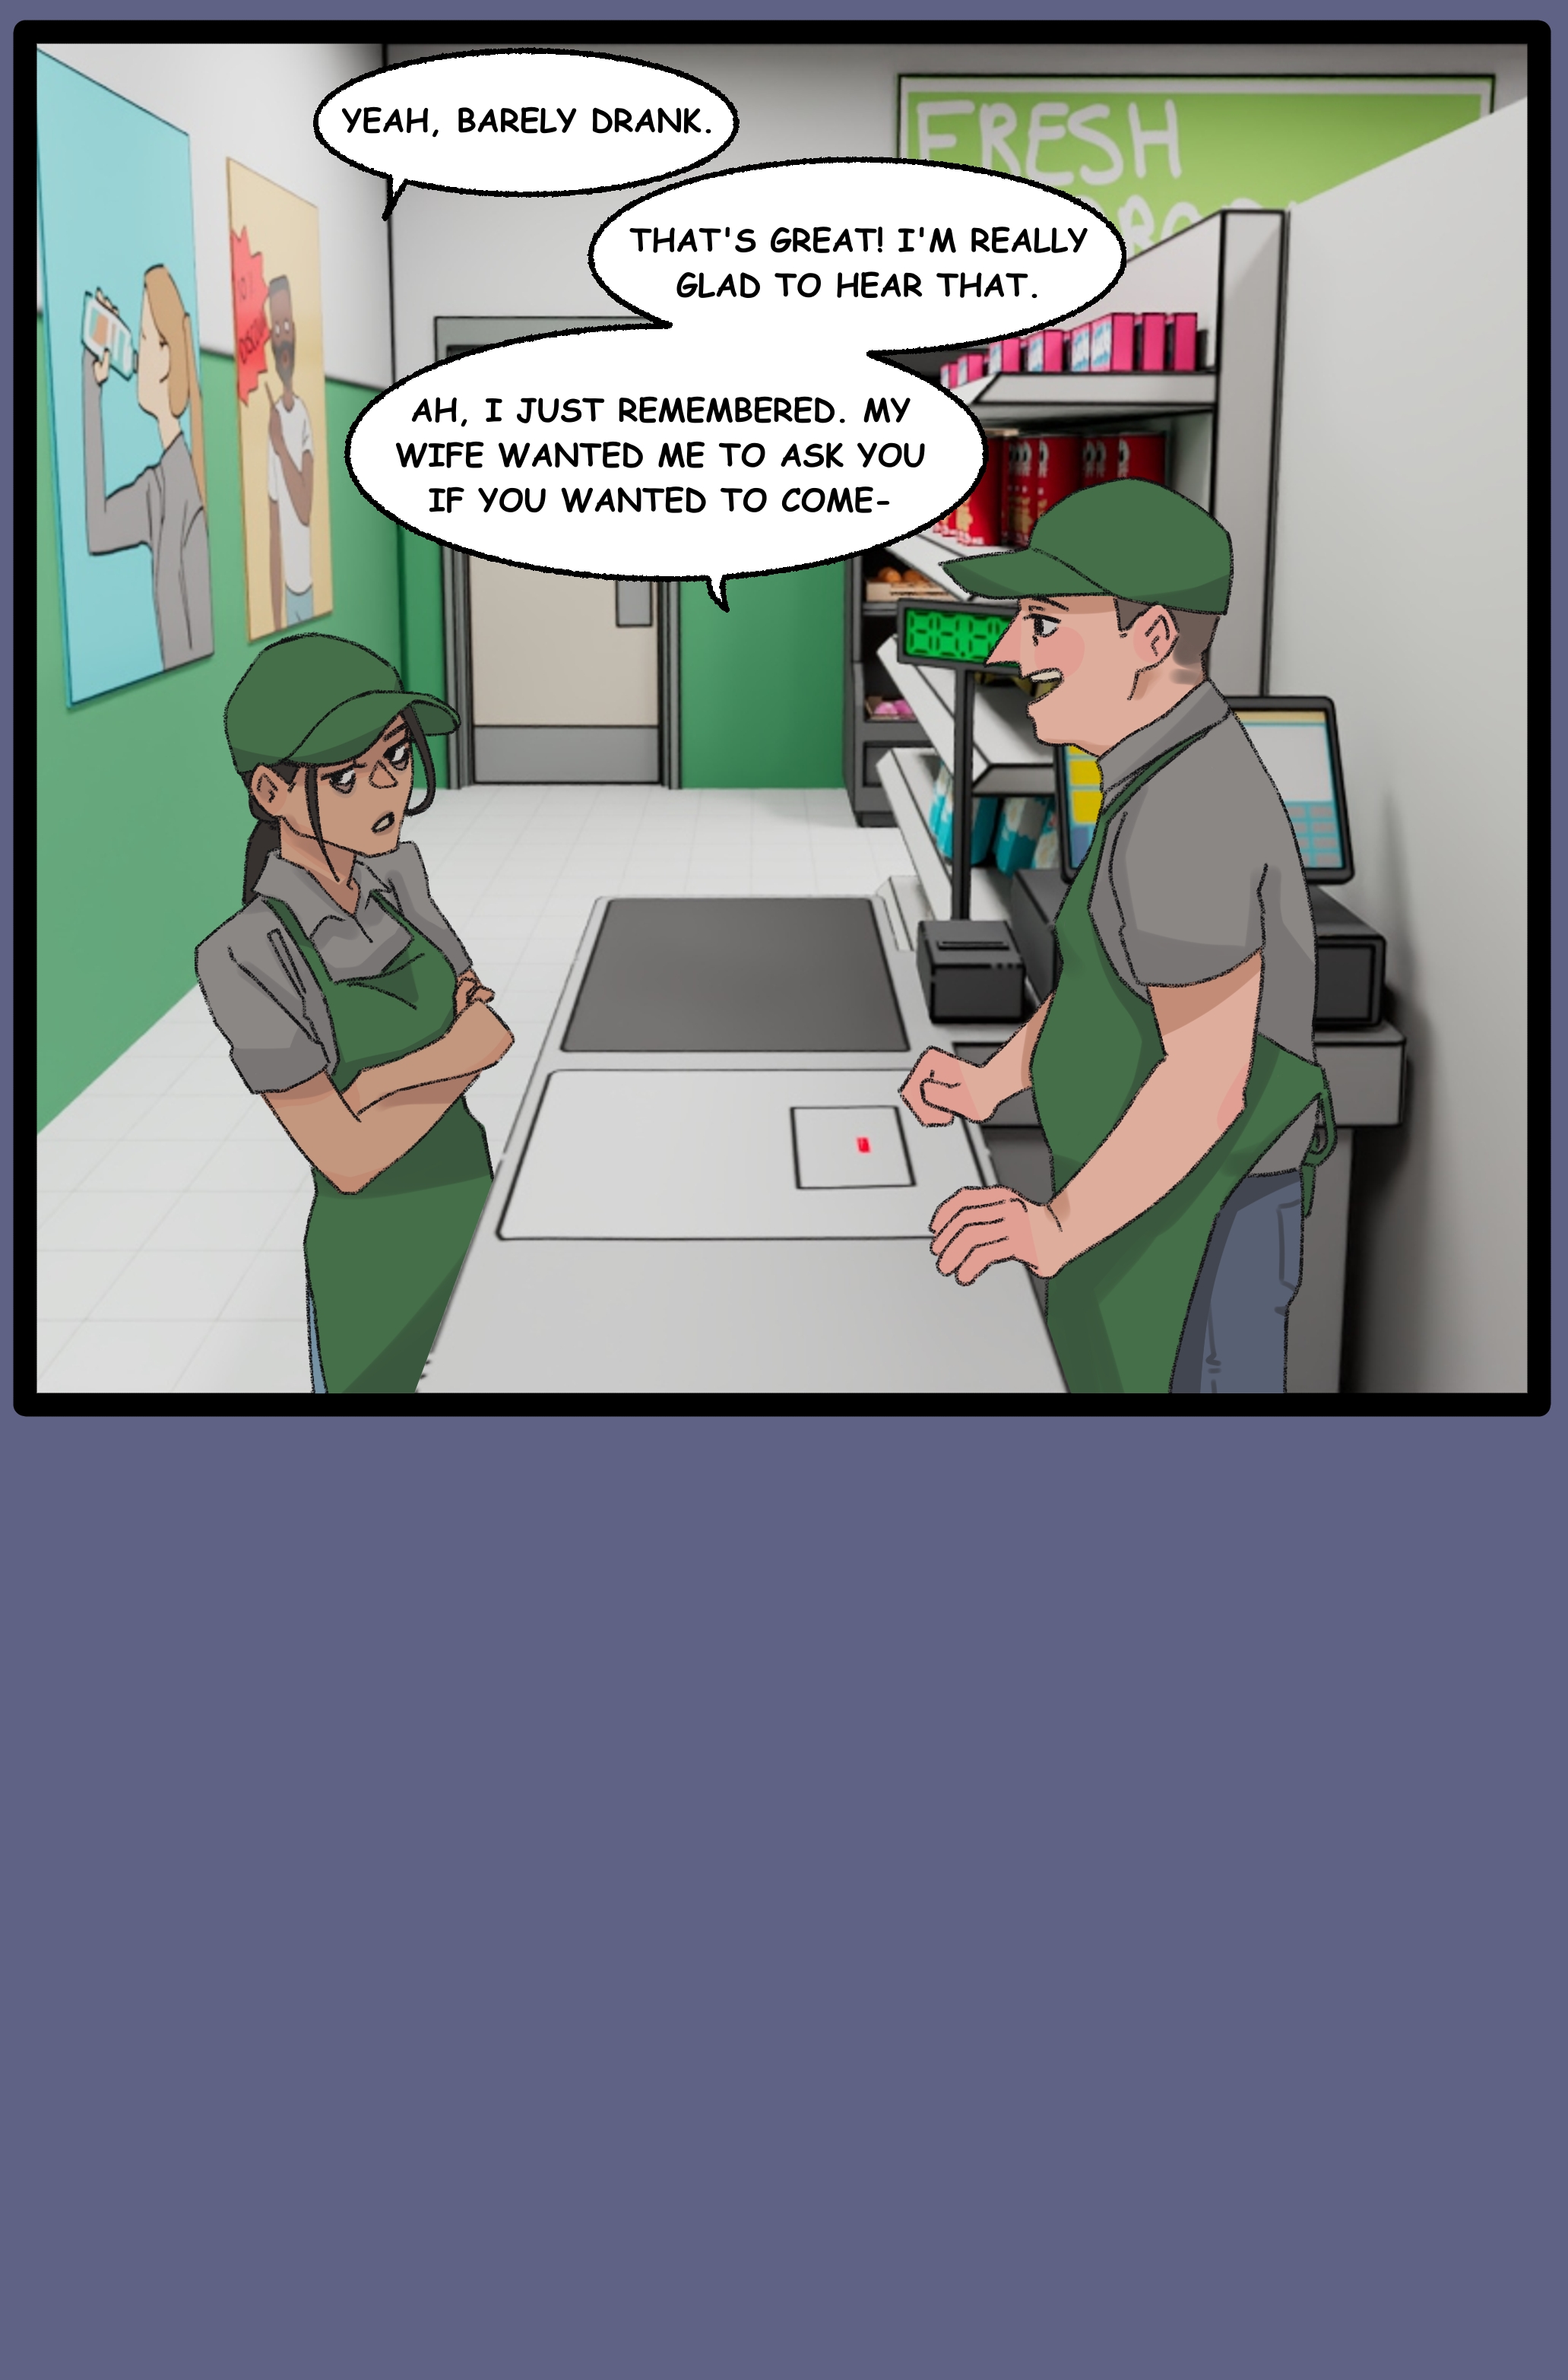 YEAH, BARELY DRANK.
FRESH
THAT'S GREAT! I'M REALLY
GLAD TO HEAR THAT.
AH, I JUST REMEMBERED. MY
WIFE WANTED ME TO ASK YOU
IF YOU WANTED TO COME-